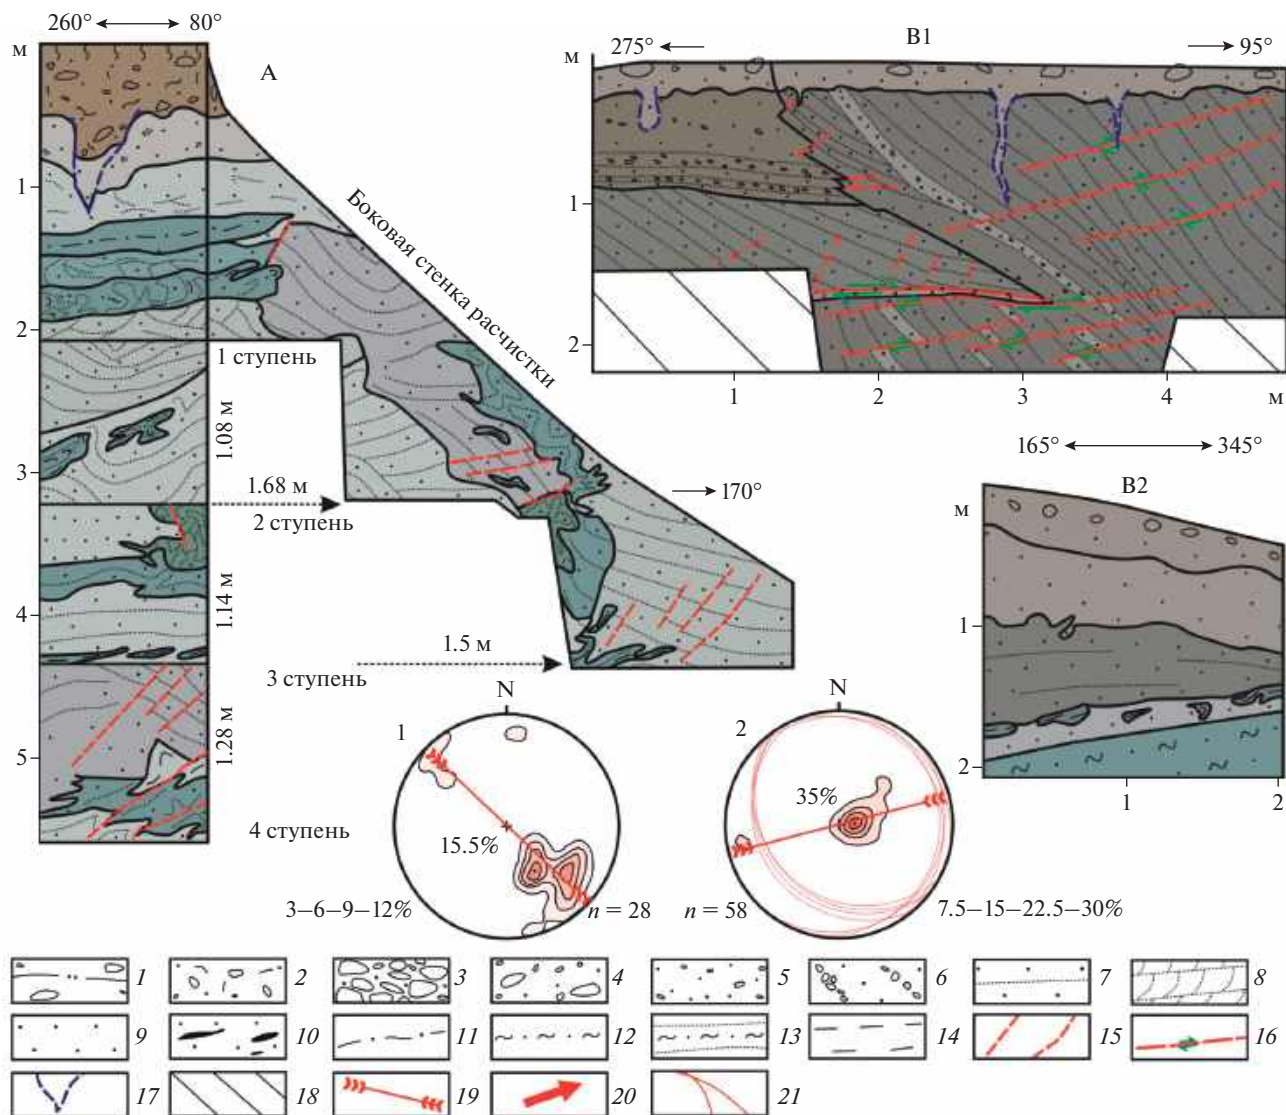 260° 80°
м
А
1
2
3
4
5
Боковая стенка расчистки
1 ступень
1.08 м
1.68 м
2 ступень
1.14 м
1.5 м
3 ступень
1.28 м
4 ступень
170°
В1
275° 95°
м
1
2
1 2 3 4 м
165° 345°
В2
м
1
2
1 2
N
1
15.5%
3–6–9–12%
n = 28
N
2
35%
n = 58
7.5–15–22.5–30%
1 2 3 4 5 6 7 8
9 10 11 12 13 14 15 16
17 18 19 20 21